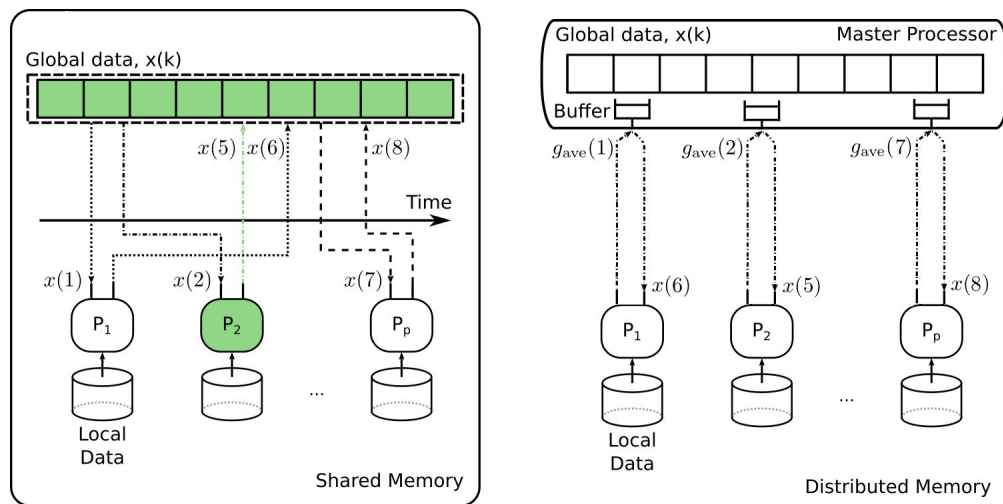 Global data, x(k)
x(5)
x(6)
x(8)
Time
x(1)
x(2)
x(7)
P1
P2
Pp
...
Local
Data
Shared Memory
Global data, x(k)
Master Processor
Buffer
gave(1)
gave(2)
gave(7)
x(6)
x(5)
x(8)
P1
P2
Pp
...
Local
Data
Distributed Memory